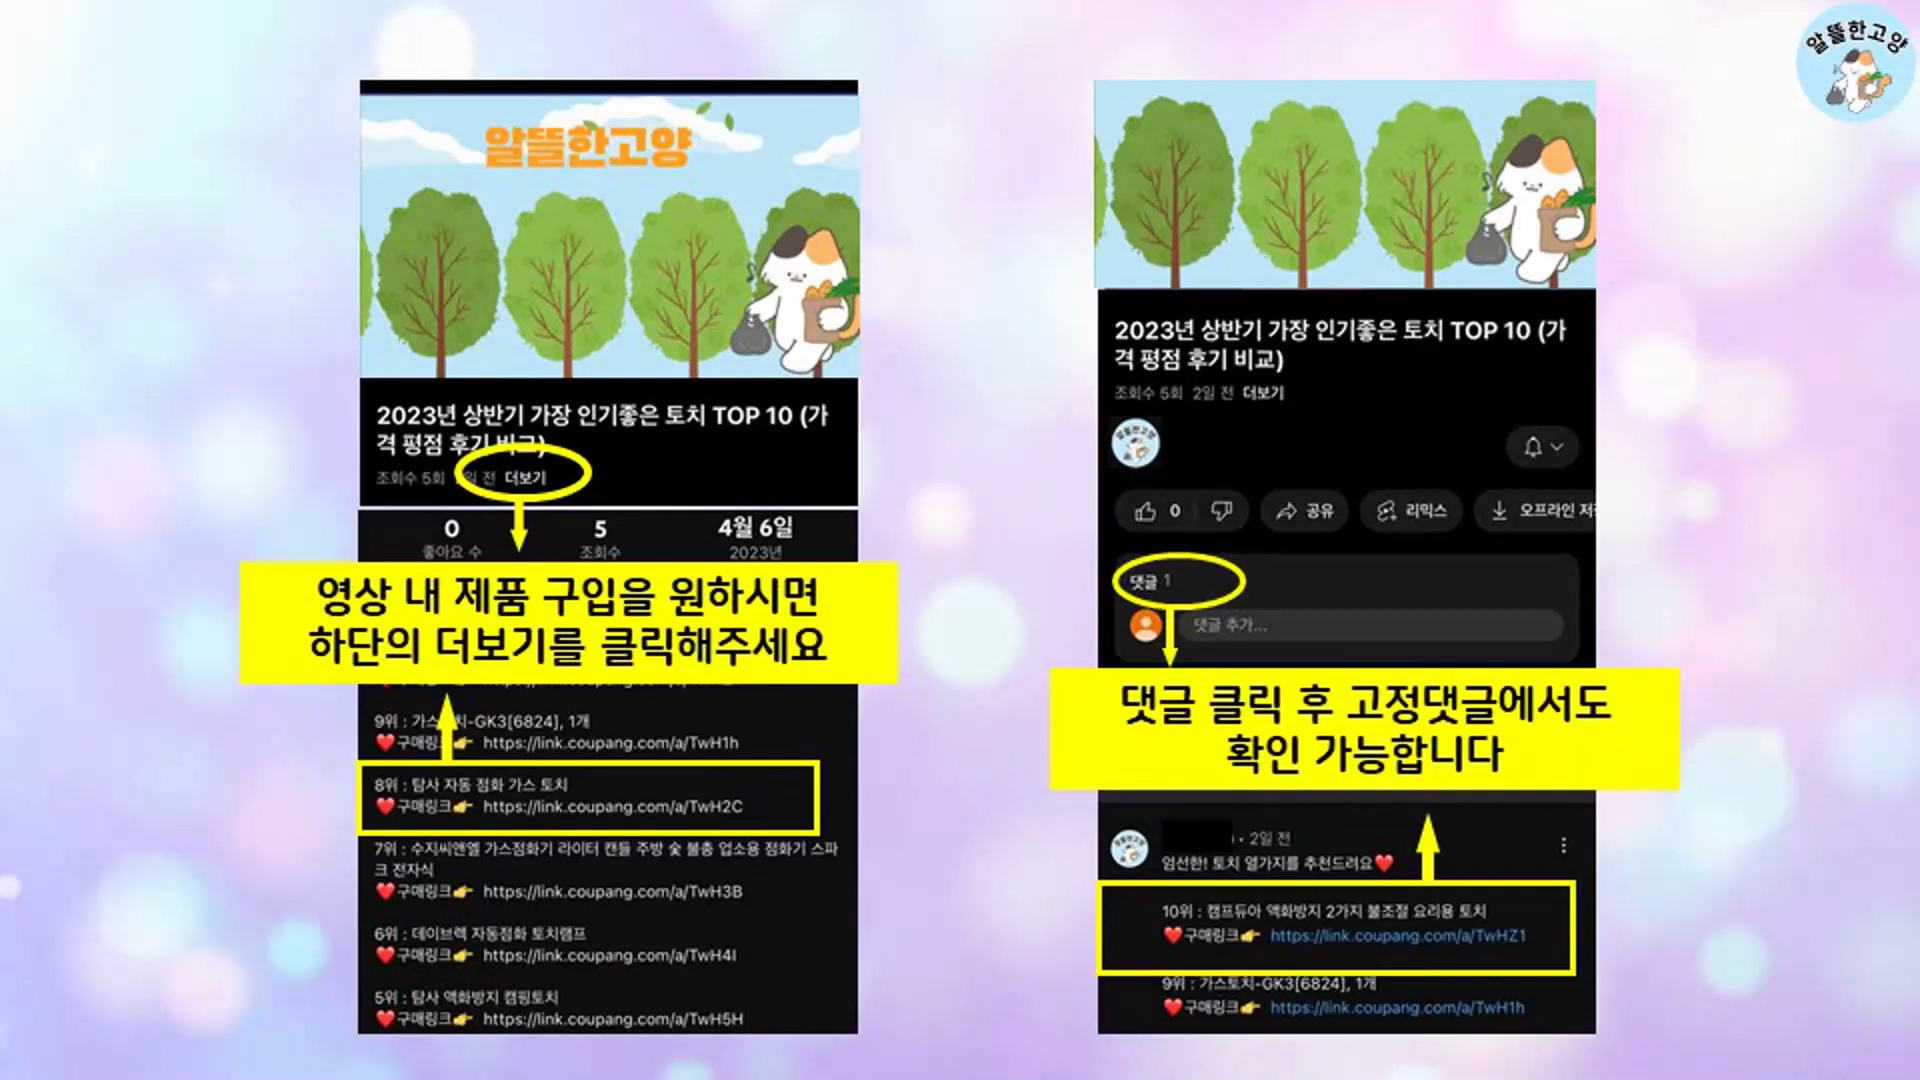 알뜰한고양
알뜰한고양
2023년 상반기 가장 인기좋은 토치 TOP 10 (가
격 평점 후기 비교)
조회수 5회 2일 전 더보기
0 5 4월 6일
좋아요 수 조회수 2023년
영상 내 제품 구입을 원하시면
하단의 더보기를 클릭해주세요
9위 : 가스토치-GK3[6824], 1개
❤️구매링크👉 https://link.coupang.com/a/TwH1h
8위 : 탐사 자동 점화 가스 토치
❤️구매링크👉 https://link.coupang.com/a/TwH2C
7위 : 수지씨앤엘 가스점화기 라이터 캔들 주방 숯 불총 업소용 점화기 스파
크 전자식
❤️구매링크👉 https://link.coupang.com/a/TwH3B
6위 : 데이브렉 자동점화 토치램프
❤️구매링크👉 https://link.coupang.com/a/TwH4I
5위 : 탐사 액화방지 캠핑토치
❤️구매링크👉 https://link.coupang.com/a/TwH5H
2023년 상반기 가장 인기좋은 토치 TOP 10 (가
격 평점 후기 비교)
조회수 5회 2일 전 더보기
알뜰한고양
0 공유 리믹스 오프라인 저
댓글 1
댓글 추가...
댓글 클릭 후 고정댓글에서도
확인 가능합니다
알뜰한고양
• 2일 전
엄선한! 토치 열가지를 추천드려요❤️
10위 : 캠프듀아 액화방지 2가지 불조절 요리용 토치
❤️구매링크👉 https://link.coupang.com/a/TwHZ1
9위 : 가스토치-GK3[6824], 1개
❤️구매링크👉 https://link.coupang.com/a/TwH1h